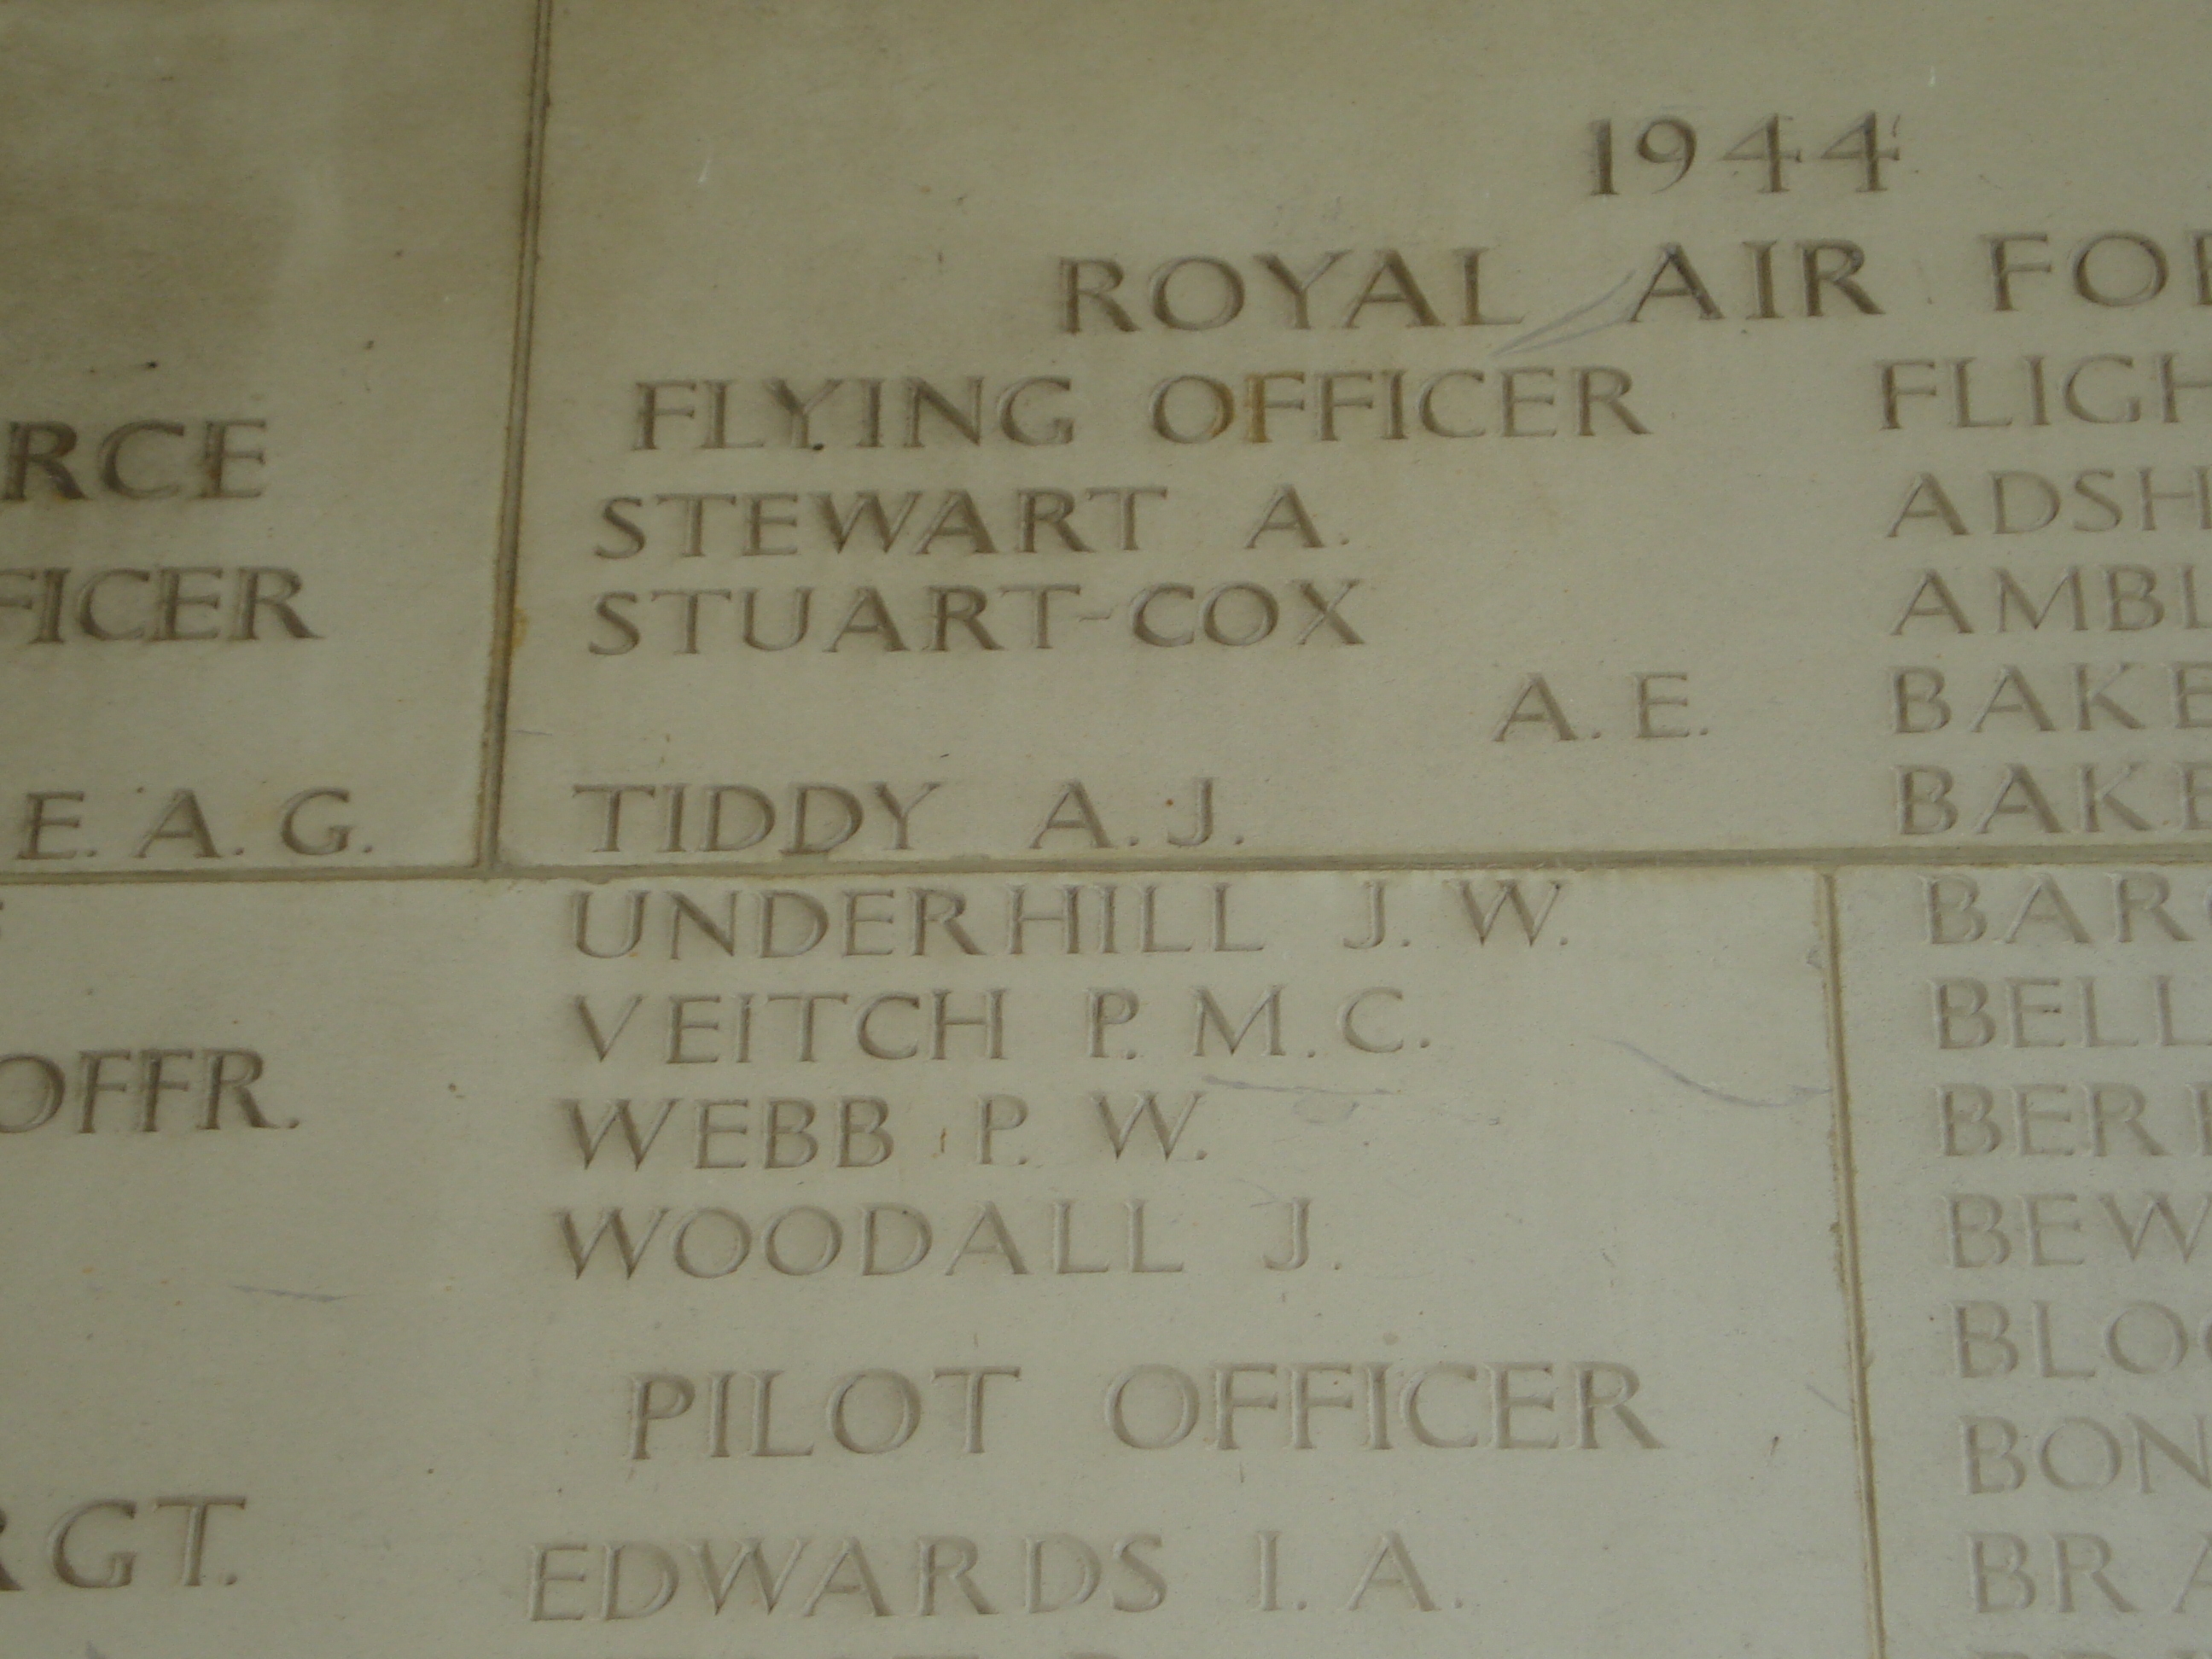 RCE
FICER
E. A. G.
OFFR.
RGT.
1944
ROYAL AIR FOR
FLYING OFFICER
STEWART A.
STUART-COX
A. E.
TIDDY A. J.
UNDERHILL J. W.
VEITCH P. M. C.
WEBB P. W.
WOODALL J.
PILOT OFFICER
EDWARDS I. A.
FLIGH
ADSH
AMBL
BAKE
BAKE
BAR
BELL
BER
BEW
BLO
BON
BRA